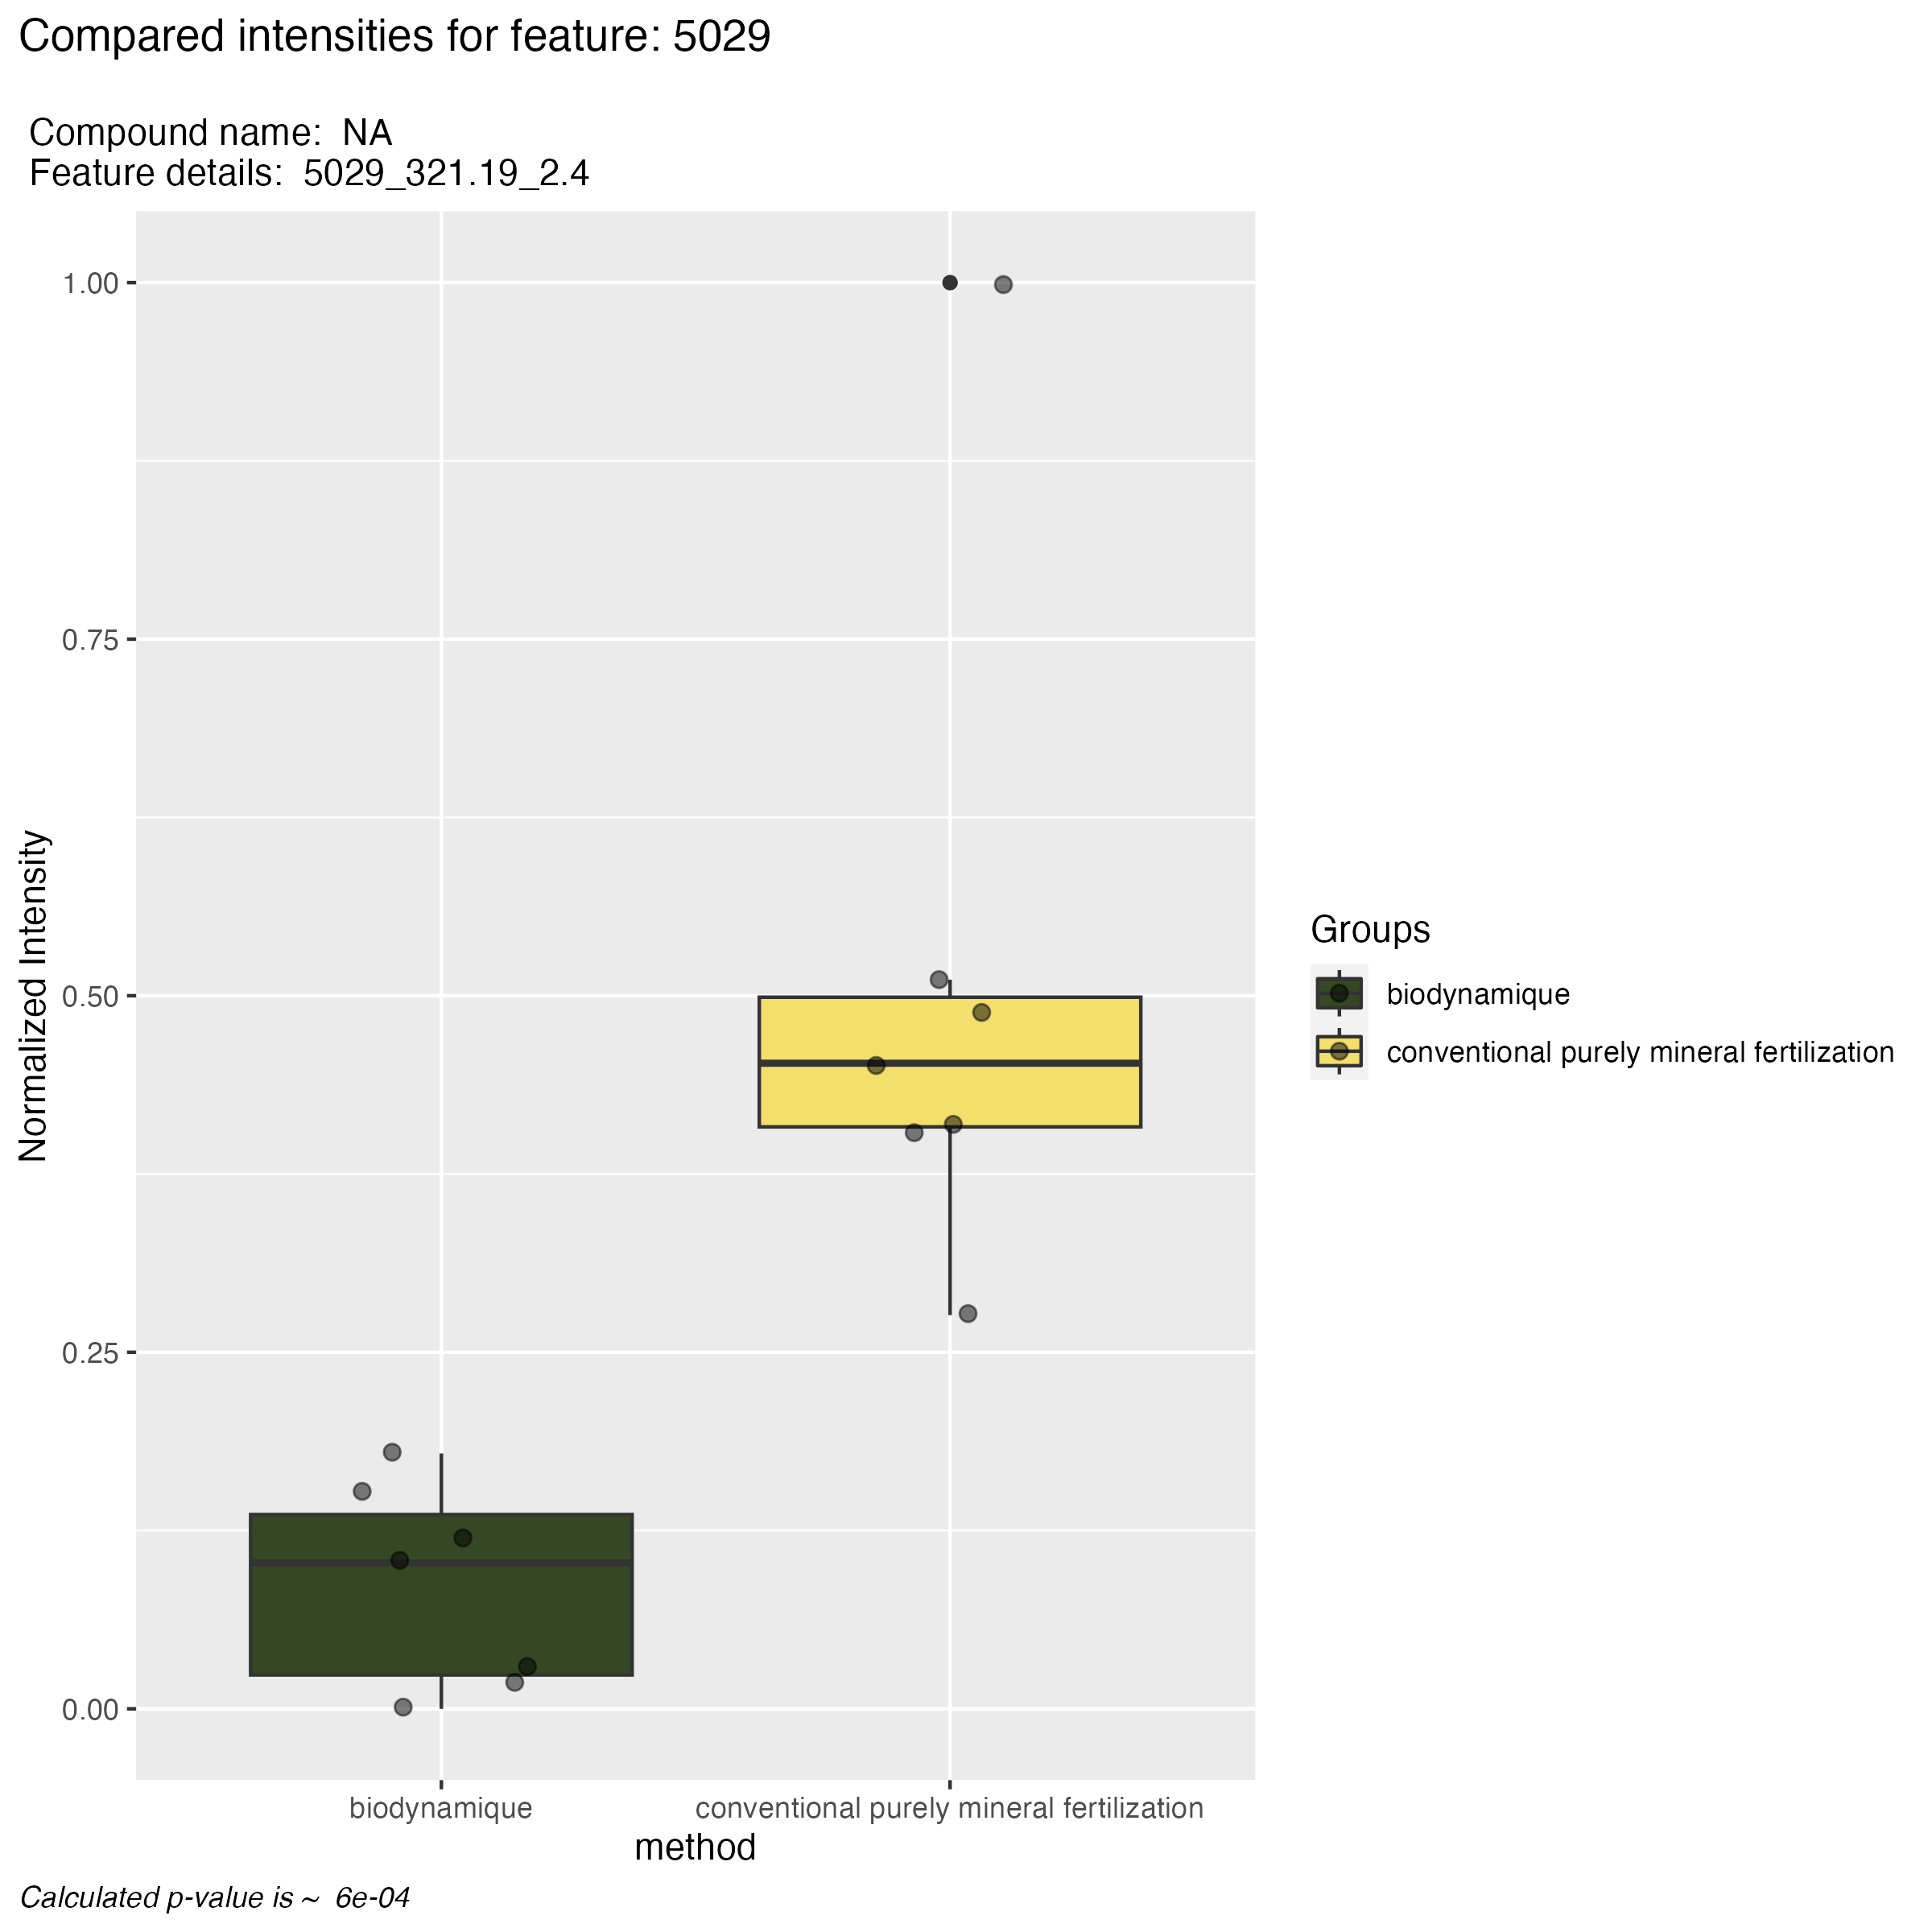 Compared intensities for feature: 5029
Compound name: NA
Feature details: 5029_321.19_2.4
1.00
0.75
0.50
0.25
0.00
Normalized Intensity
biodynamique
conventional purely mineral fertilization
method
Groups
biodynamique
conventional purely mineral fertilization
Calculated p-value is ~ 6e-04